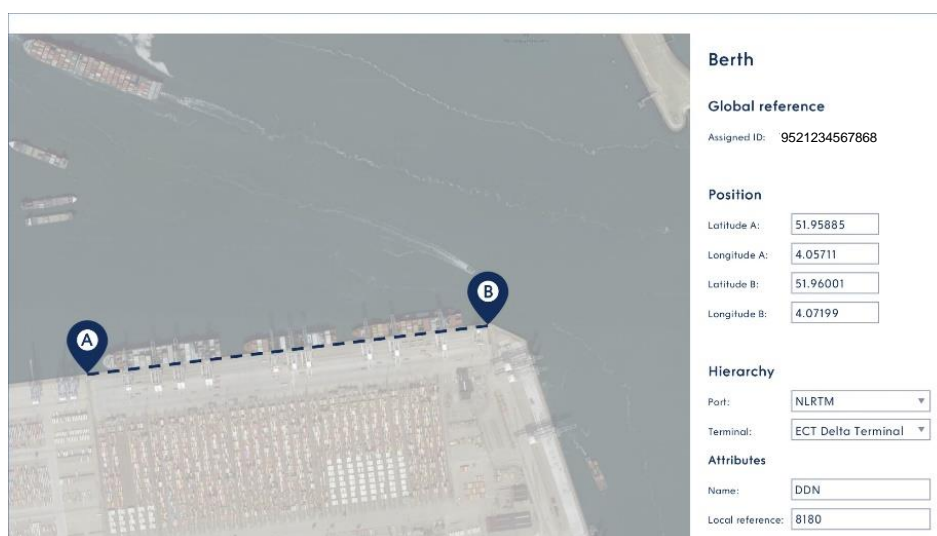 Berth
Global reference
Assigned ID: 9521234567868
Position
Latitude A: 51.95885
Longitude A: 4.05711
Latitude B: 51.96001
Longitude B: 4.07199
Hierarchy
Port: NLRTM
Terminal: ECT Delta Terminal
Attributes
Name: DDN
Local reference: 8180
A
B